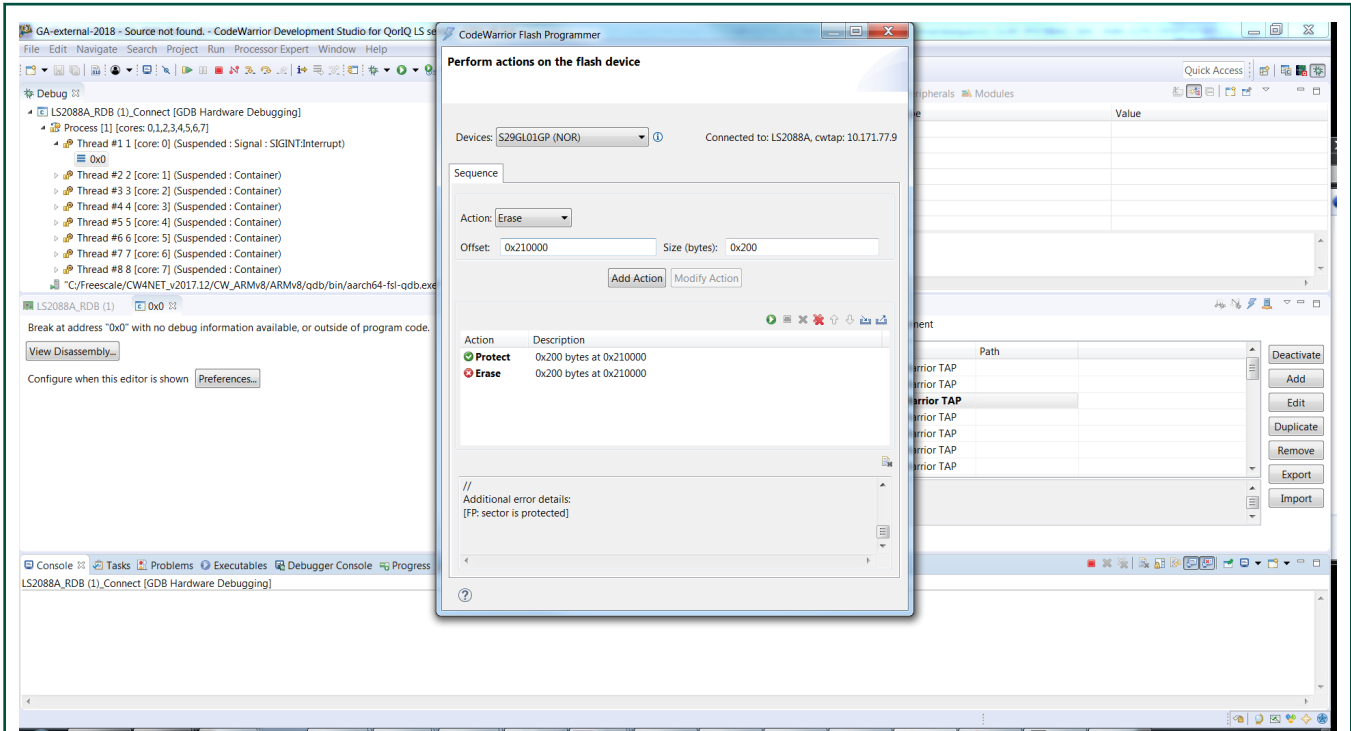 GA-external-2018 - Source not found. - CodeWarrior Development Studio for QorIQ LS se
File Edit Navigate Search Project Run Processor Expert Window Help
Quick Access
Debug
LS2088A_RDB (1)_Connect [GDB Hardware Debugging]
Process [1] [cores: 0,1,2,3,4,5,6,7]
Thread #1 1 [core: 0] (Suspended : Signal : SIGINT:Interrupt)
0x0
Thread #2 2 [core: 1] (Suspended : Container)
Thread #3 3 [core: 2] (Suspended : Container)
Thread #4 4 [core: 3] (Suspended : Container)
Thread #5 5 [core: 4] (Suspended : Container)
Thread #6 6 [core: 5] (Suspended : Container)
Thread #7 7 [core: 6] (Suspended : Container)
Thread #8 8 [core: 7] (Suspended : Container)
"C:/Freescale/CW4NET_v2017.12/CW_ARMv8/ARMv8/gdb/bin/aarch64-fsl-gdb.exe
LS2088A_RDB (1) 0x0
Break at address "0x0" with no debug information available, or outside of program code.
View Disassembly...
Configure when this editor is shown Preferences...
CodeWarrior Flash Programmer
Perform actions on the flash device
Devices: S29GL01GP (NOR) Connected to: LS2088A, cwtap: 10.171.77.9
Sequence
Action: Erase
Offset: 0x210000 Size (bytes): 0x200
Add Action Modify Action
Action Description
Protect 0x200 bytes at 0x210000
Erase 0x200 bytes at 0x210000
//
Additional error details:
[FP: sector is protected]
ripherals Modules
e Value
nent
Path
arrior TAP
arrior TAP
arrior TAP
arrior TAP
arrior TAP
arrior TAP
arrior TAP
Deactivate
Add
Edit
Duplicate
Remove
Export
Import
Console Tasks Problems Executables Debugger Console Progress
LS2088A_RDB (1)_Connect [GDB Hardware Debugging]